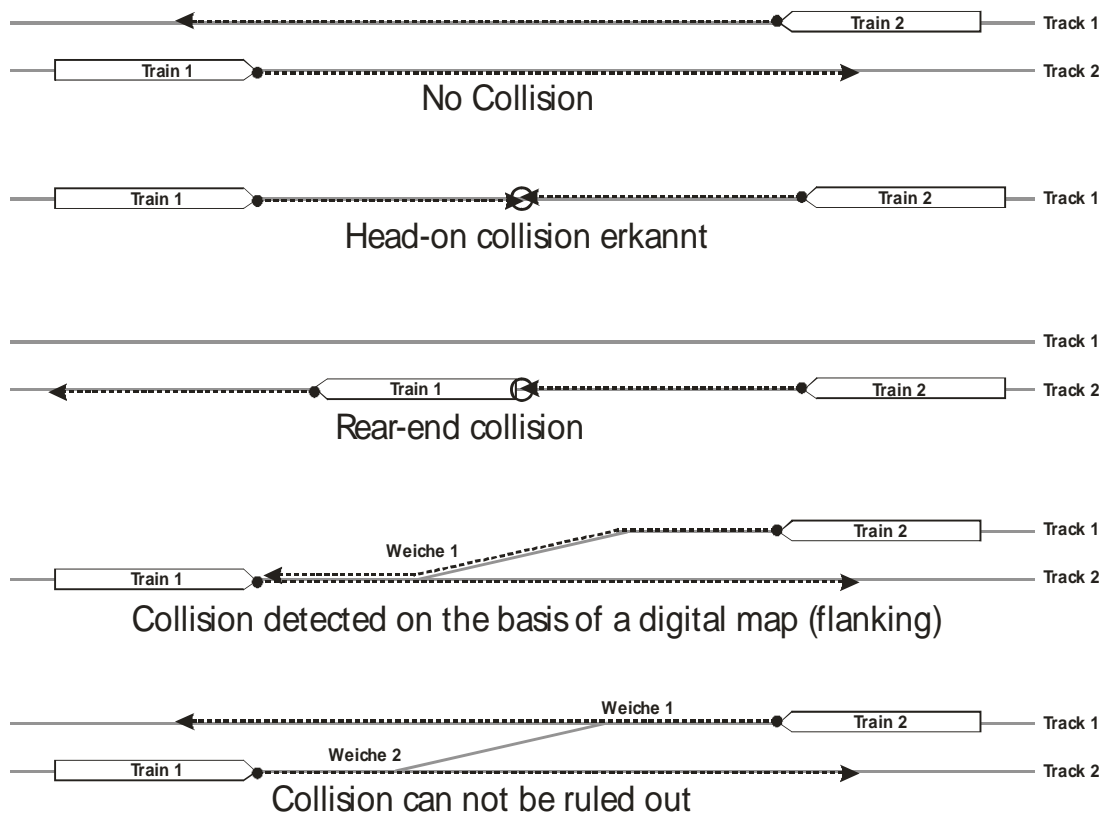 Train 2 Track 1
Train 1 Track 2
No Collision
Train 1 Train 2 Track 1
Head-on collision erkannt
Track 1
Train 1 Train 2 Track 2
Rear-end collision
Train 2 Track 1
Weiche 1
Train 1 Track 2
Collision detected on the basis of a digital map (flanking)
Weiche 1
Train 2 Track 1
Weiche 2
Train 1 Track 2
Collision can not be ruled out